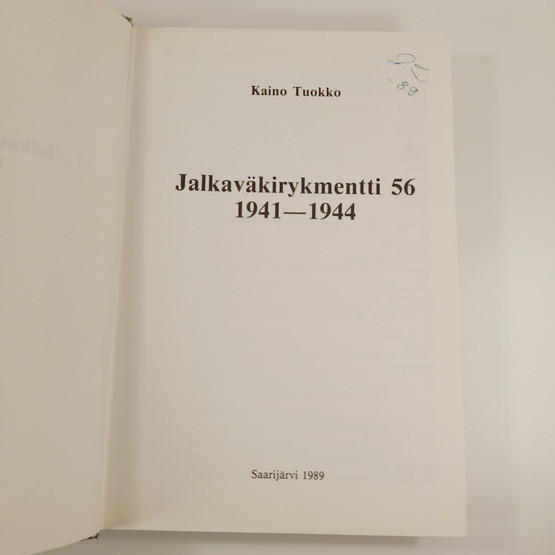 Kaino Tuokko
Jalkaväkirykmentti 56
1941—1944
Saarijärvi 1989